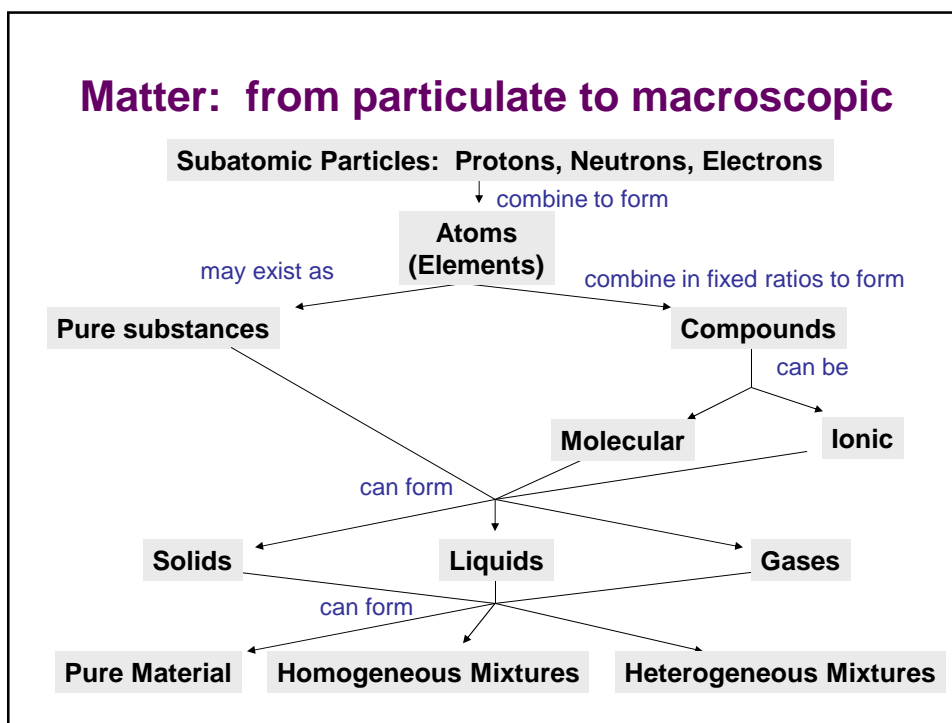 Matter: from particulate to macroscopic
Subatomic Particles: Protons, Neutrons, Electrons
combine to form
Atoms
(Elements)
may exist as
combine in fixed ratios to form
Pure substances
Compounds
can be
Molecular
Ionic
can form
Solids
Liquids
Gases
can form
Pure Material
Homogeneous Mixtures
Heterogeneous Mixtures